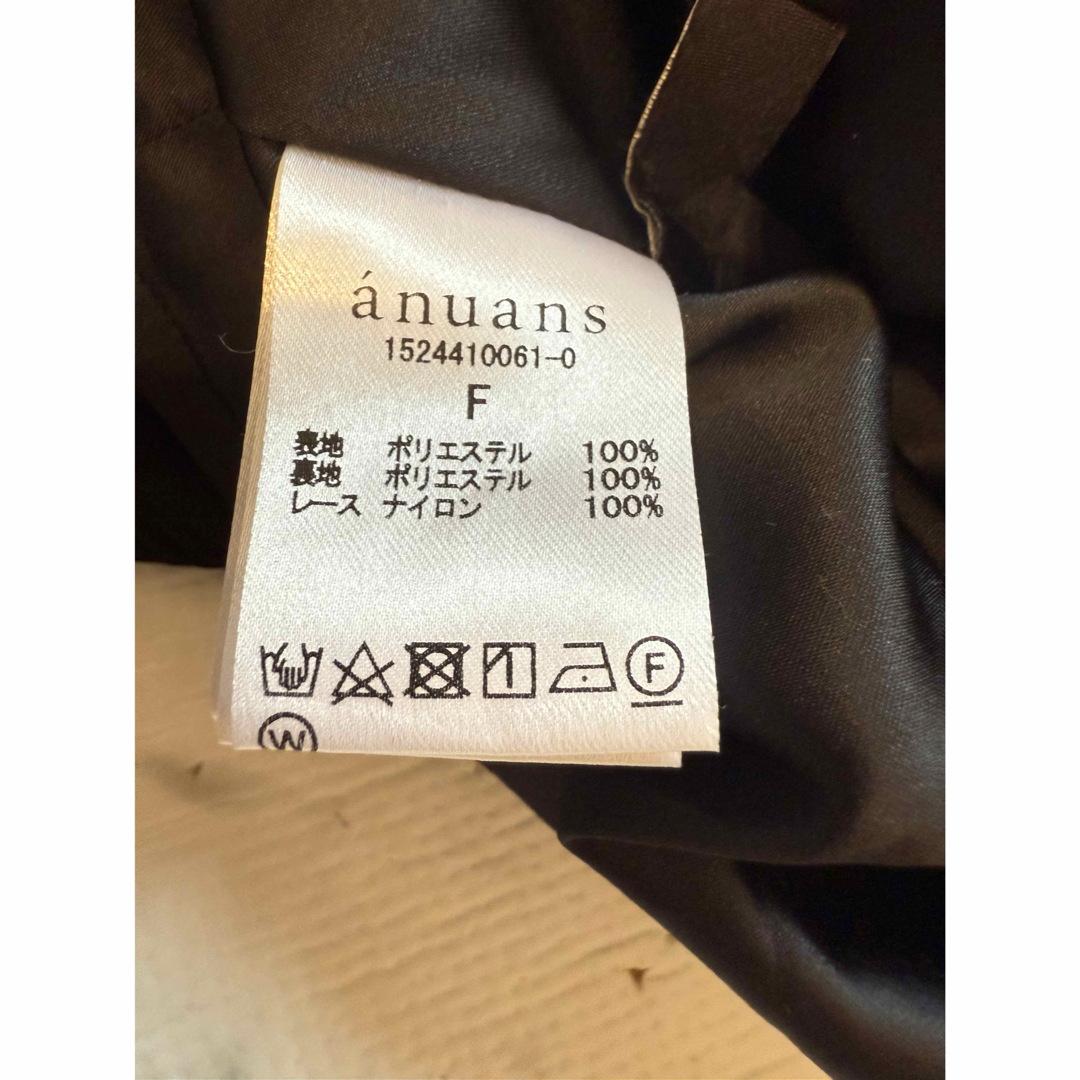 ánuans
1524410061-0
F
表地 ポリエステル 100%
裏地 ポリエステル 100%
レース ナイロン 100%
1 F
W